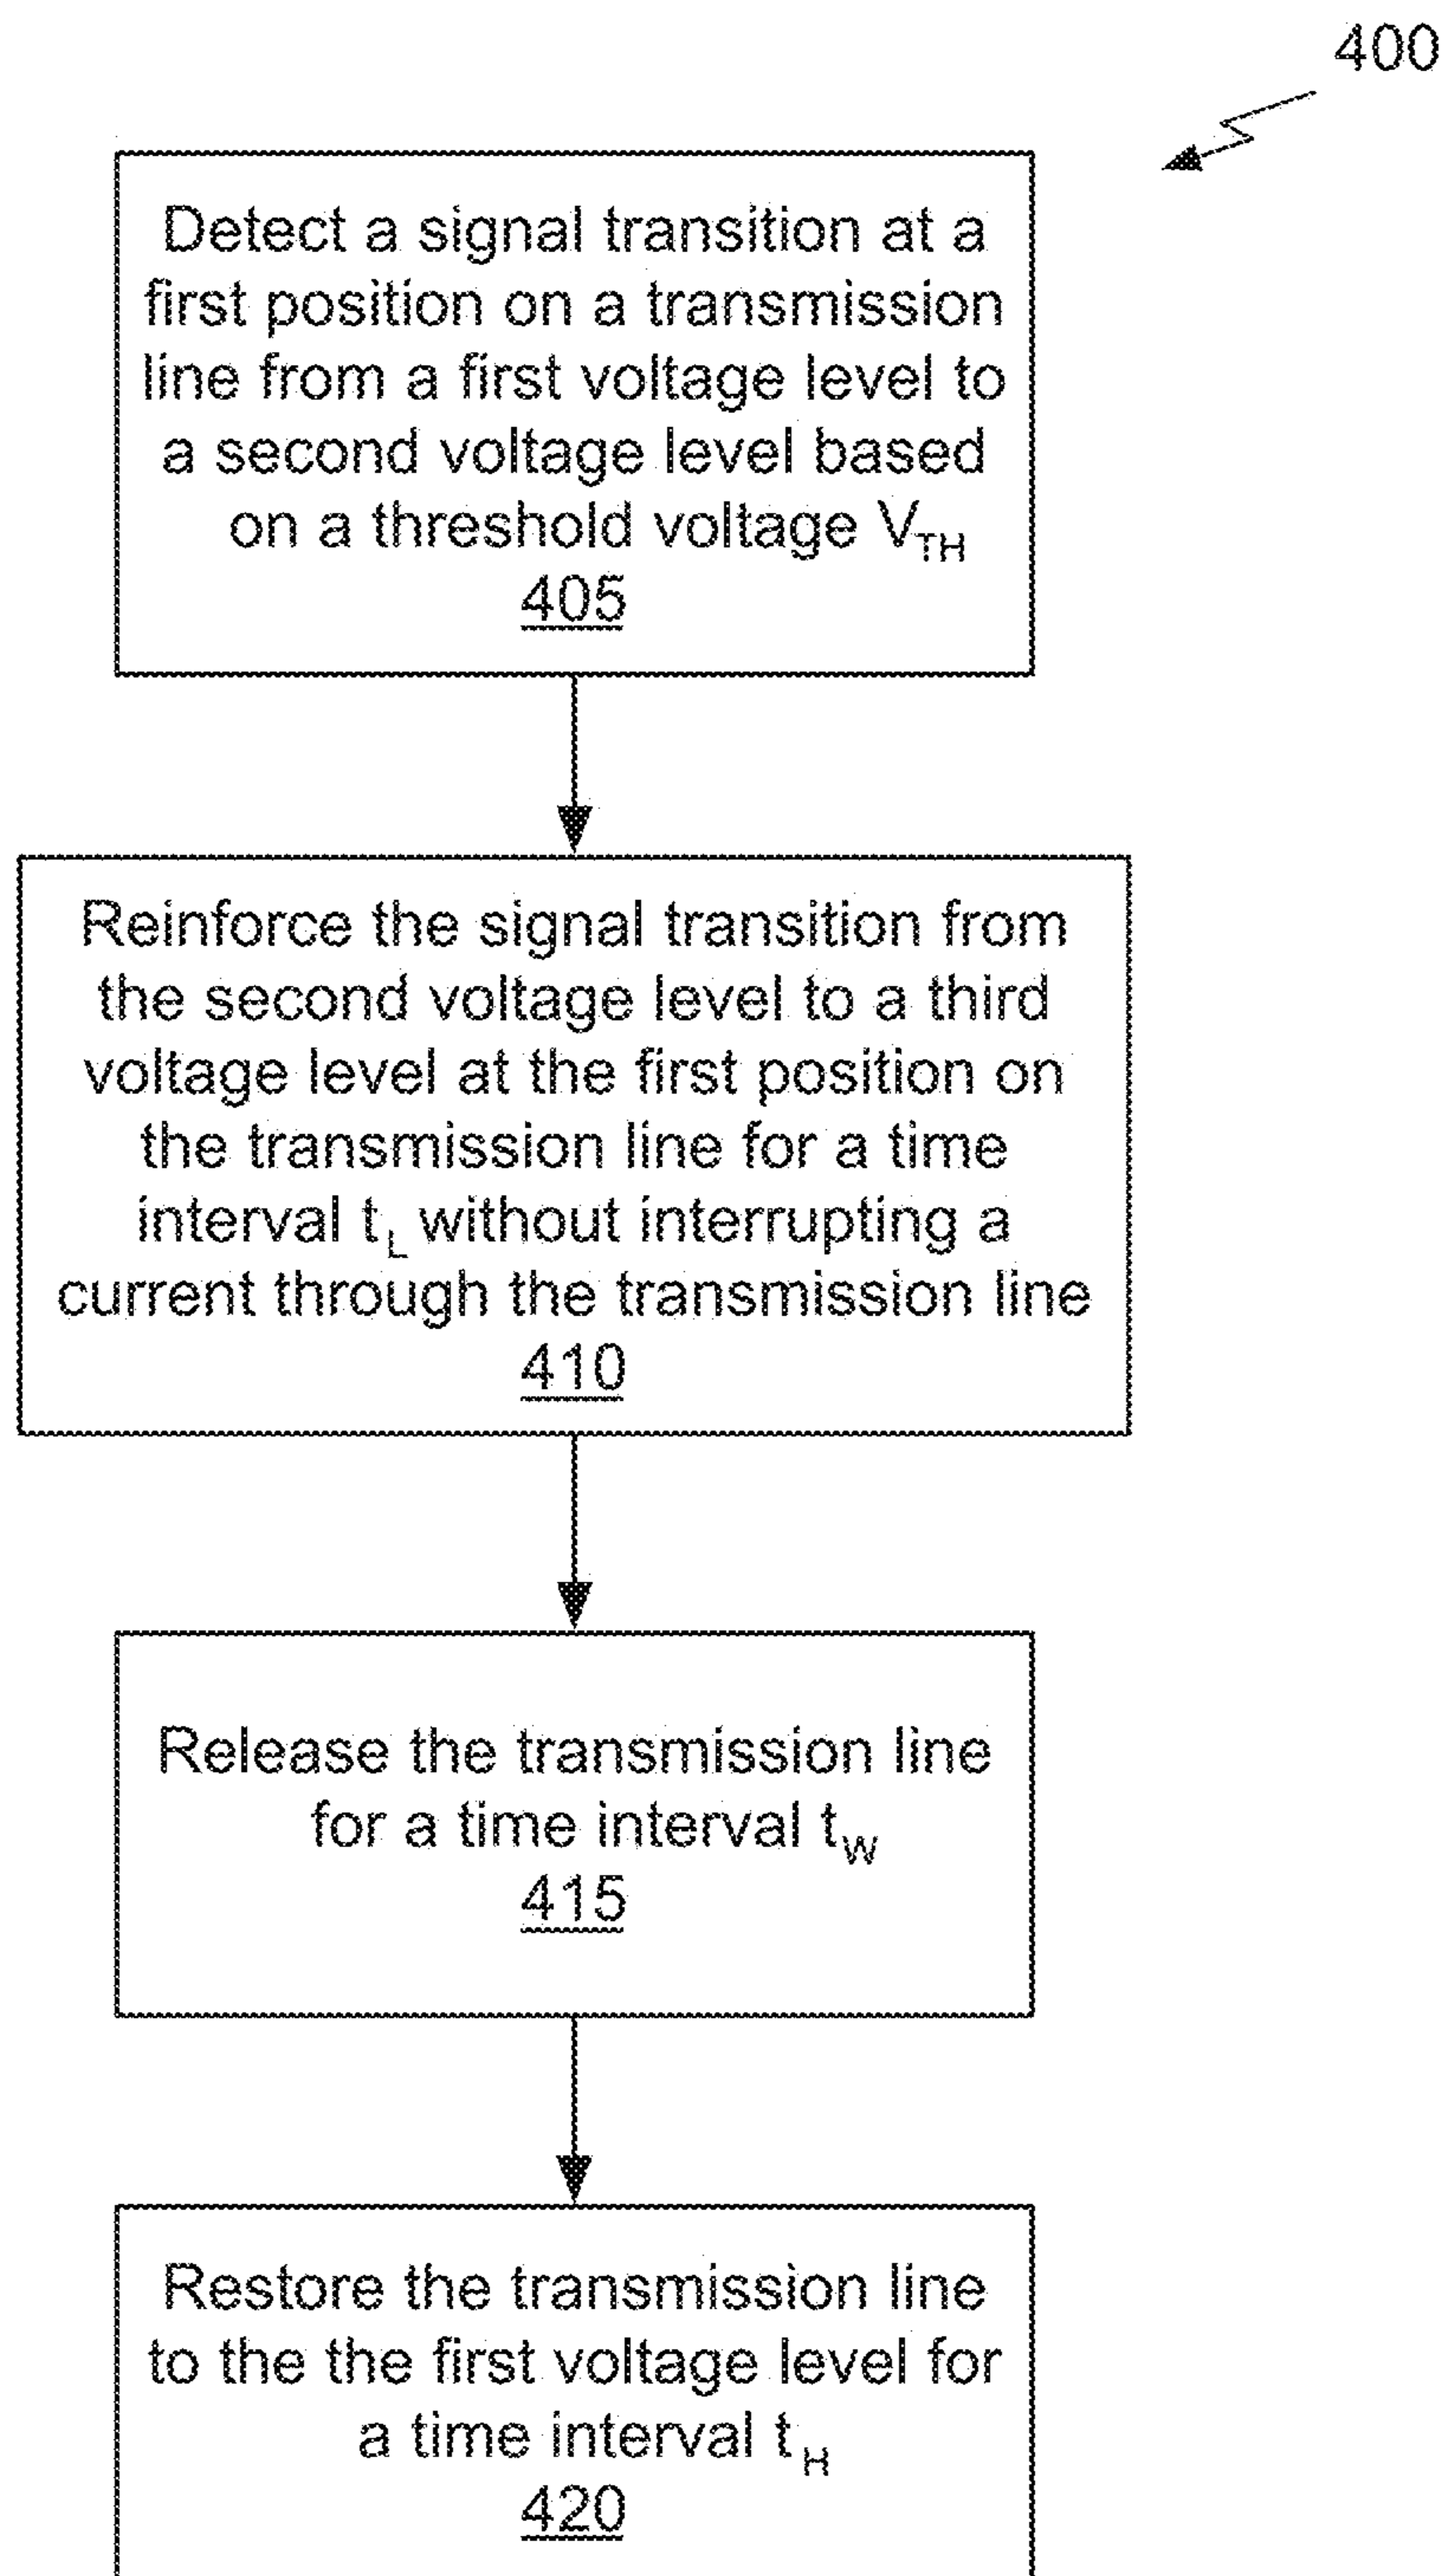 400
Detect a signal transition at a
first position on a transmission
line from a first voltage level to
a second voltage level based
on a threshold voltage V_TH
405
Reinforce the signal transition from
the second voltage level to a third
voltage level at the first position on
the transmission line for a time
interval t_L without interrupting a
current through the transmission line
410
Release the transmission line
for a time interval t_W
415
Restore the transmission line
to the the first voltage level for
a time interval t_H
420